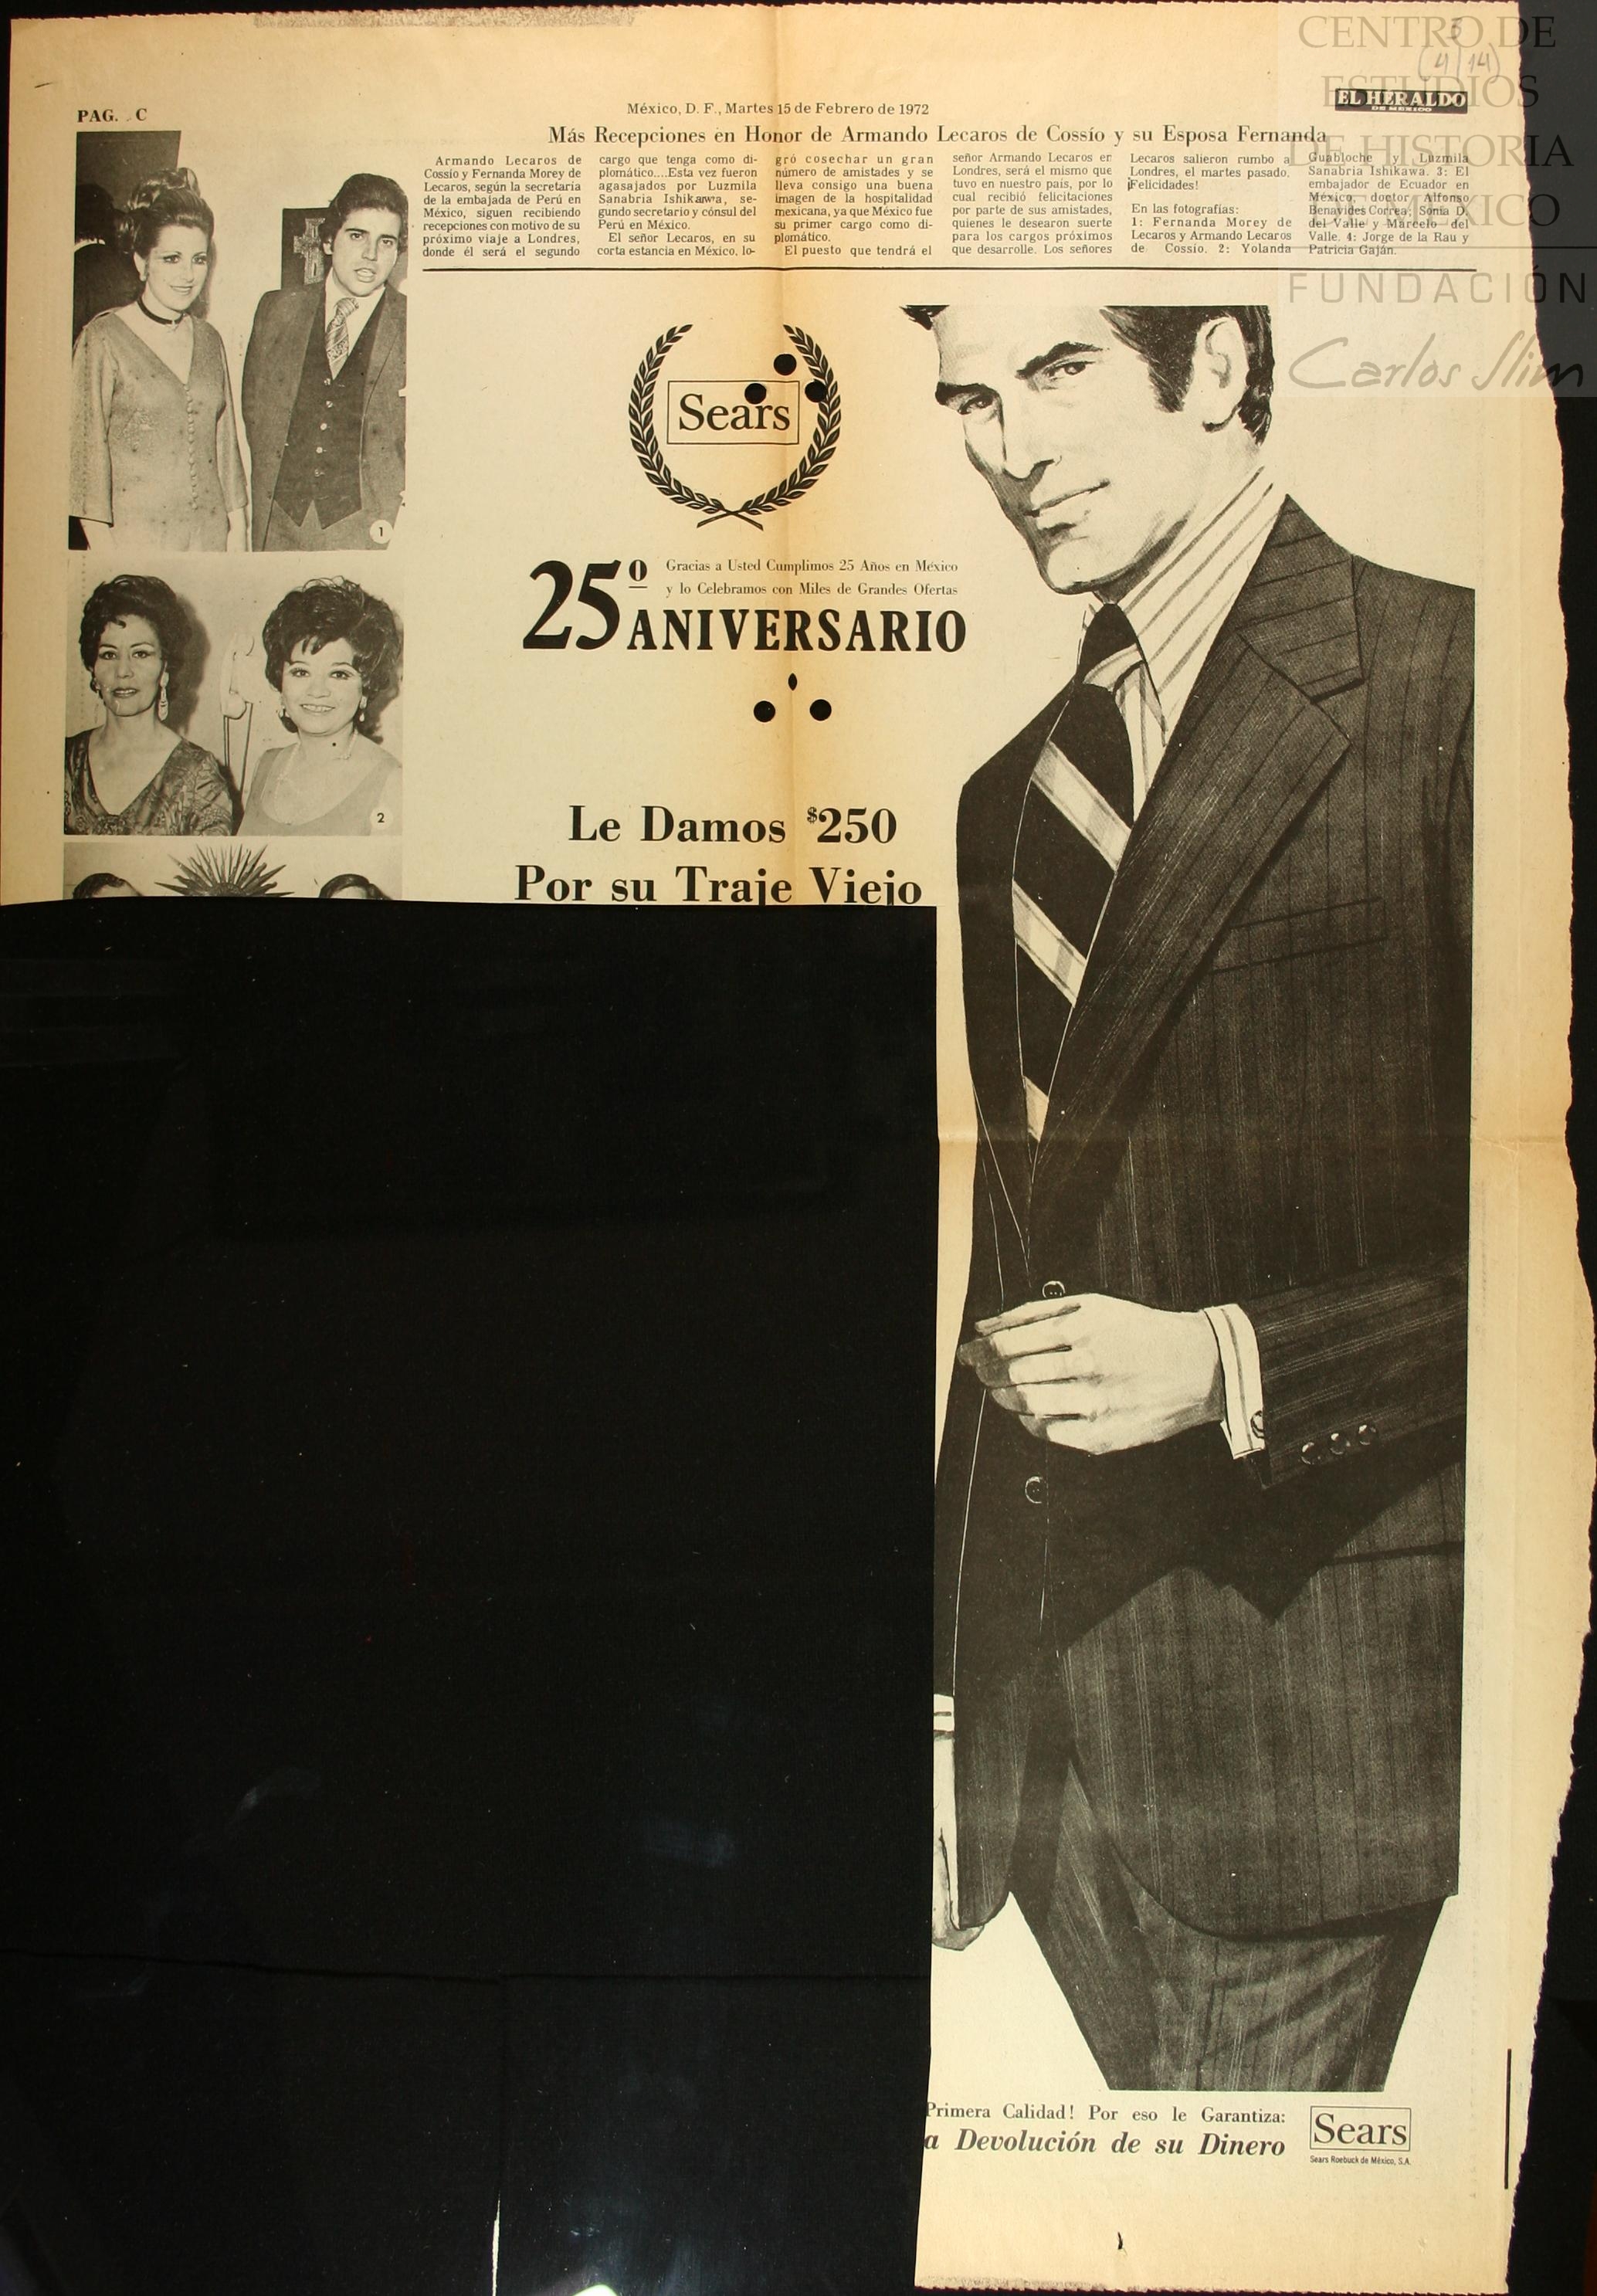 CENTRO DE
ESTUDIOS
DE HISTORIA
DE MÉXICO
FUNDACIÓN
Carlos Slim
3
(4/14)
PAG. C
México, D. F., Martes 15 de Febrero de 1972
EL HERALDO
DE MEXICO
Más Recepciones en Honor de Armando Lecaros de Cossío y su Esposa Fernanda
Armando Lecaros de
Cossio y Fernanda Morey de
Lecaros, según la secretaria
de la embajada de Perú en
México, siguen recibiendo
recepciones con motivo de su
próximo viaje a Londres,
donde él será el segundo
cargo que tenga como di-
plomático....Esta vez fueron
agasajados por Luzmila
Sanabria Ishikawa, se-
gundo secretario y cónsul del
Perú en México.
El señor Lecaros, en su
corta estancia en México, lo-
gró cosechar un gran
número de amistades y se
lleva consigo una buena
imagen de la hospitalidad
mexicana, ya que México fue
su primer cargo como di-
plomático.
El puesto que tendrá el
señor Armando Lecaros en
Londres, será el mismo que
tuvo en nuestro país, por lo
cual recibió felicitaciones
por parte de sus amistades,
quienes le desearon suerte
para los cargos próximos
que desarrolle. Los señores
Lecaros salieron rumbo a
Londres, el martes pasado.
¡Felicidades!
En las fotografías:
1: Fernanda Morey de
Lecaros y Armando Lecaros
de Cossio. 2: Yolanda
Guabloche y Luzmila
Sanabria Ishikawa. 3: El
embajador de Ecuador en
México, doctor Alfonso
Benavides Correa; Sonia D.
del Valle y Marcelo del
Valle. 4: Jorge de la Rau y
Patricia Gaján.
1
2
Sears
25º
Gracias a Usted Cumplimos 25 Años en México
y lo Celebramos con Miles de Grandes Ofertas
ANIVERSARIO
Le Damos $250
Por su Traje Viejo
Primera Calidad! Por eso le Garantiza:
a Devolución de su Dinero
Sears
Sears Roebuck de México, S.A.